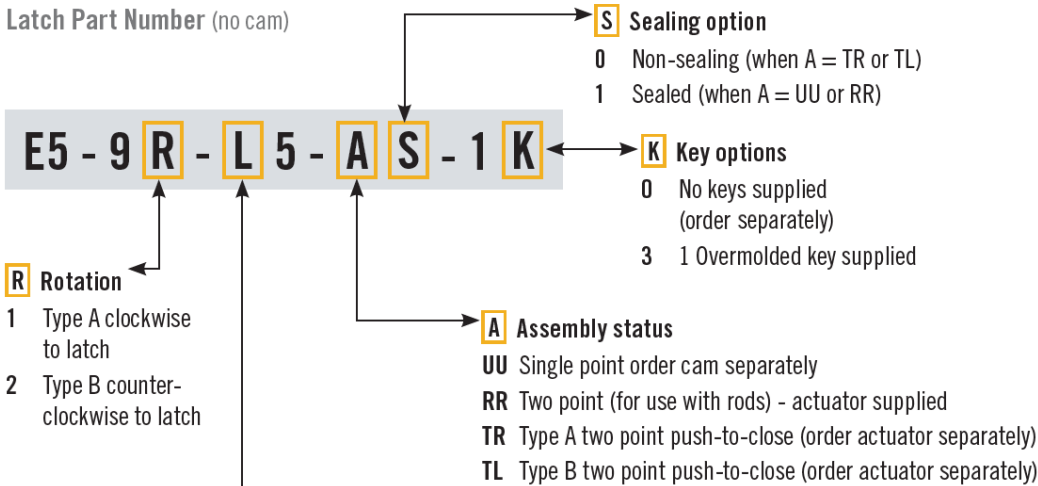 Latch Part Number (no cam)
S Sealing option
0 Non-sealing (when A = TR or TL)
1 Sealed (when A = UU or RR)
E5 - 9 R - L 5 - A S - 1 K
K Key options
0 No keys supplied
(order separately)
3 1 Overmolded key supplied
R Rotation
1 Type A clockwise
to latch
2 Type B counter-
clockwise to latch
A Assembly status
UU Single point order cam separately
RR Two point (for use with rods) - actuator supplied
TR Type A two point push-to-close (order actuator separately)
TL Type B two point push-to-close (order actuator separately)